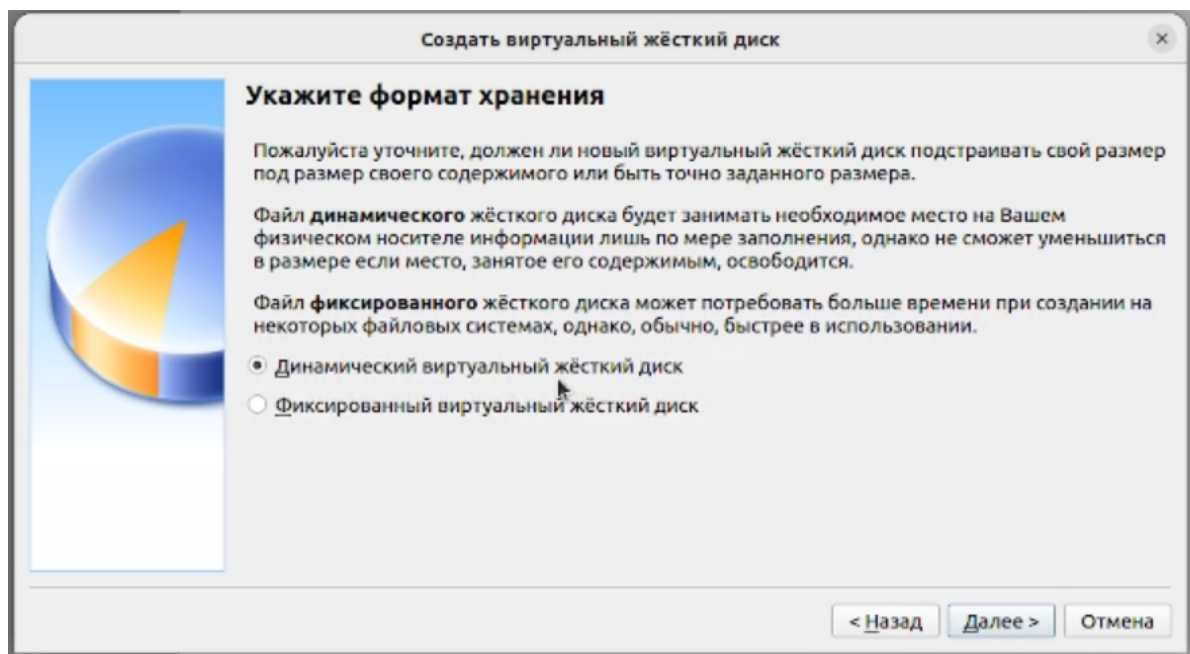 Создать виртуальный жёсткий диск
Укажите формат хранения
Пожалуйста уточните, должен ли новый виртуальный жёсткий диск подстраивать свой размер
под размер своего содержимого или быть точно заданного размера.
Файл динамического жёсткого диска будет занимать необходимое место на Вашем
физическом носителе информации лишь по мере заполнения, однако не сможет уменьшиться
в размере если место, занятое его содержимым, освободится.
Файл фиксированного жёсткого диска может потребовать больше времени при создании на
некоторых файловых системах, однако, обычно, быстрее в использовании.
Динамический виртуальный жёсткий диск
Фиксированный виртуальный жёсткий диск
< Назад Далее > Отмена